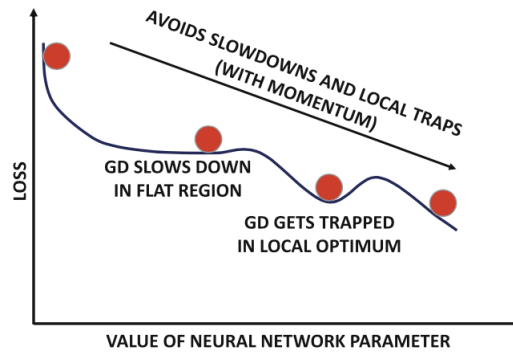 AVOIDS SLOWDOWNS AND LOCAL TRAPS
(WITH MOMENTUM)
LOSS
GD SLOWS DOWN
IN FLAT REGION
GD GETS TRAPPED
IN LOCAL OPTIMUM
VALUE OF NEURAL NETWORK PARAMETER